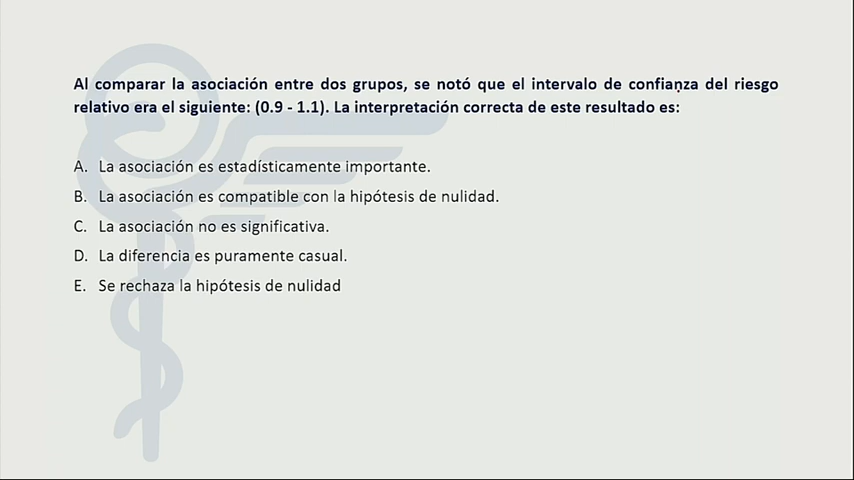 Al comparar la asociación entre dos grupos, se notó que el intervalo de confianza del riesgo
relativo era el siguiente: (0.9 - 1.1). La interpretación correcta de este resultado es:
A. La asociación es estadísticamente importante.
B. La asociación es compatible con la hipótesis de nulidad.
C. La asociación no es significativa.
D. La diferencia es puramente casual.
E. Se rechaza la hipótesis de nulidad